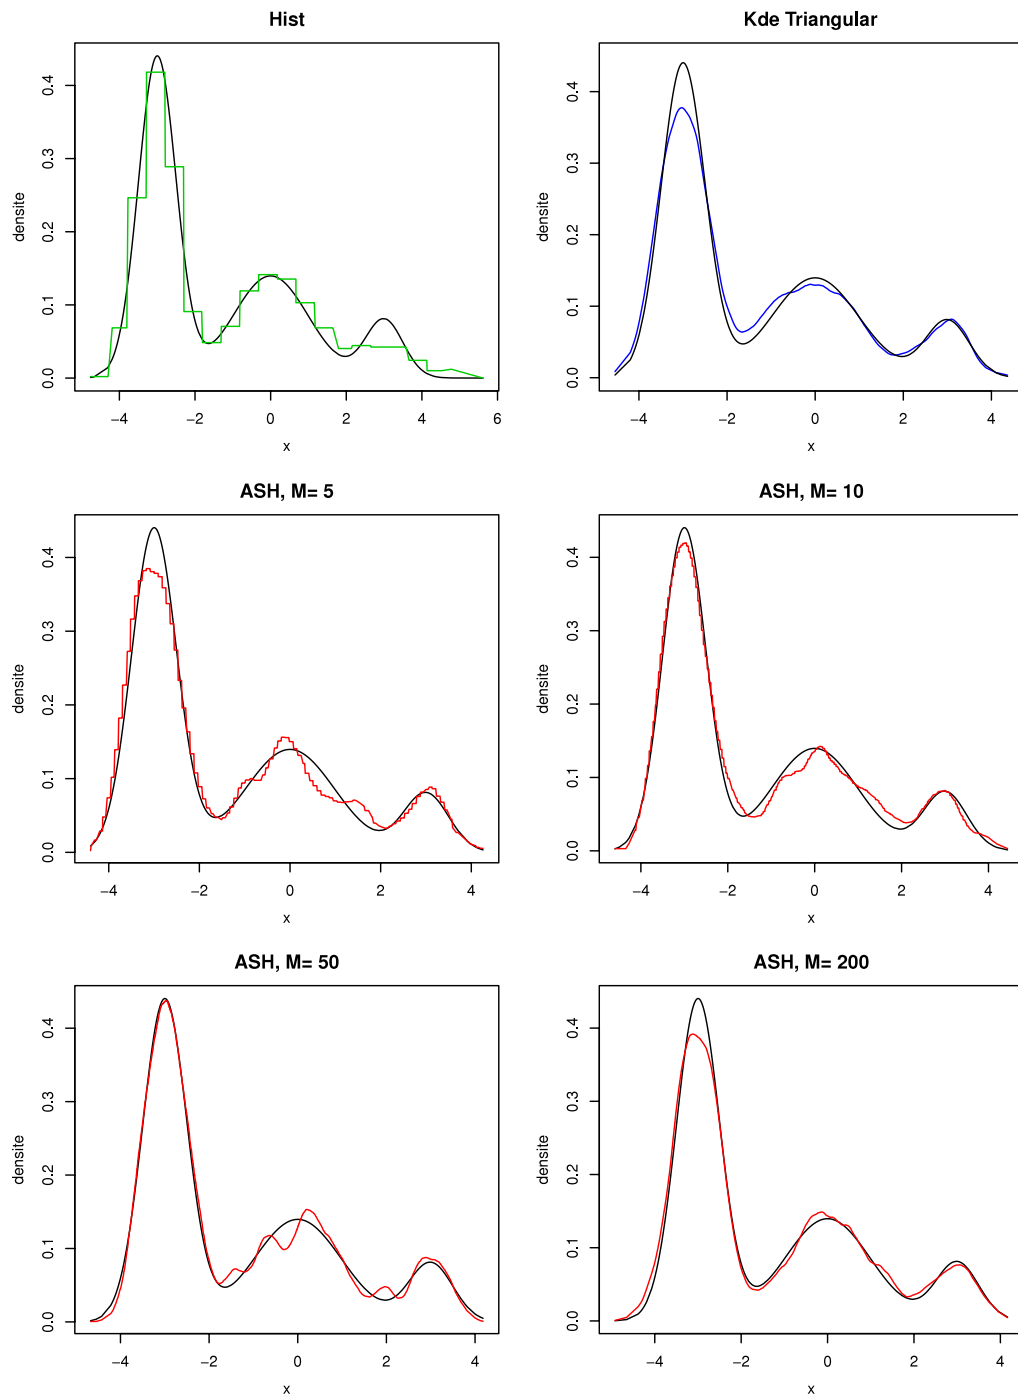 Hist
densite
0.0 0.1 0.2 0.3 0.4
−4 −2 0 2 4 6
x
Kde Triangular
densite
0.0 0.1 0.2 0.3 0.4
−4 −2 0 2 4
x
ASH, M= 5
densite
0.0 0.1 0.2 0.3 0.4
−4 −2 0 2 4
x
ASH, M= 10
densite
0.0 0.1 0.2 0.3 0.4
−4 −2 0 2 4
x
ASH, M= 50
densite
0.0 0.1 0.2 0.3 0.4
−4 −2 0 2 4
x
ASH, M= 200
densite
0.0 0.1 0.2 0.3 0.4
−4 −2 0 2 4
x